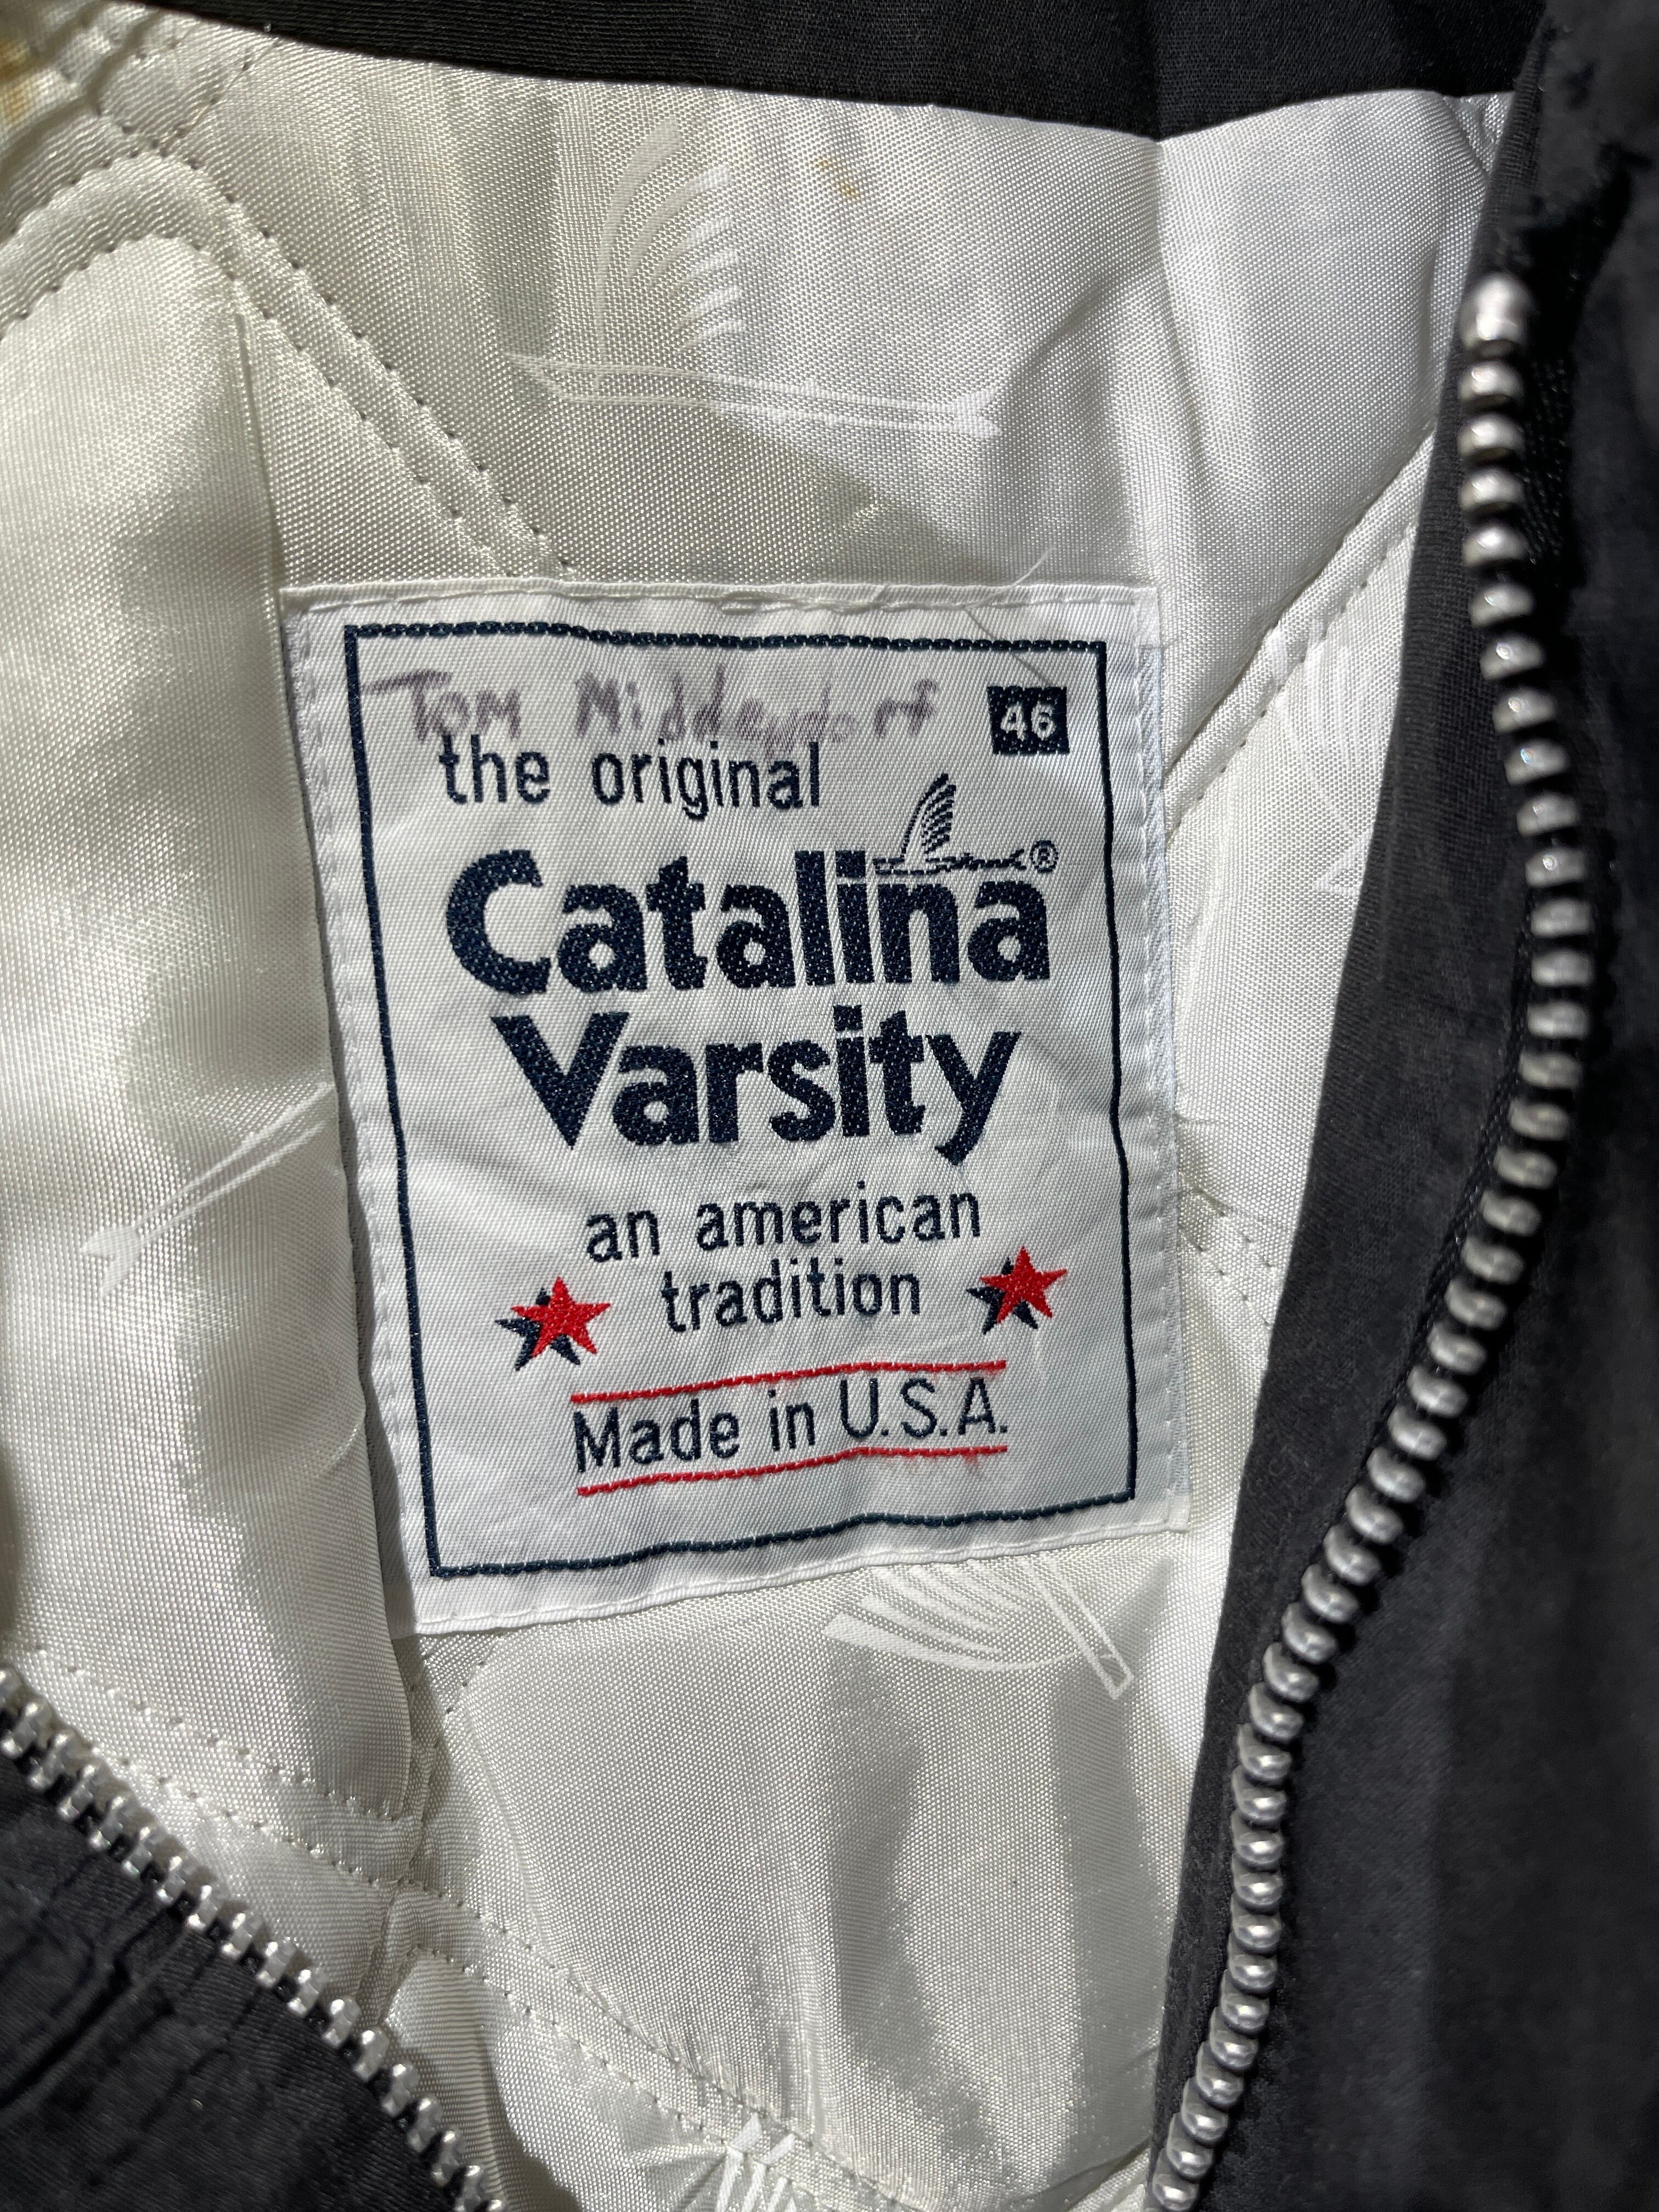 Tom Middendorf
46
the original
Catalina®
Varsity
an american
tradition
Made in U.S.A.